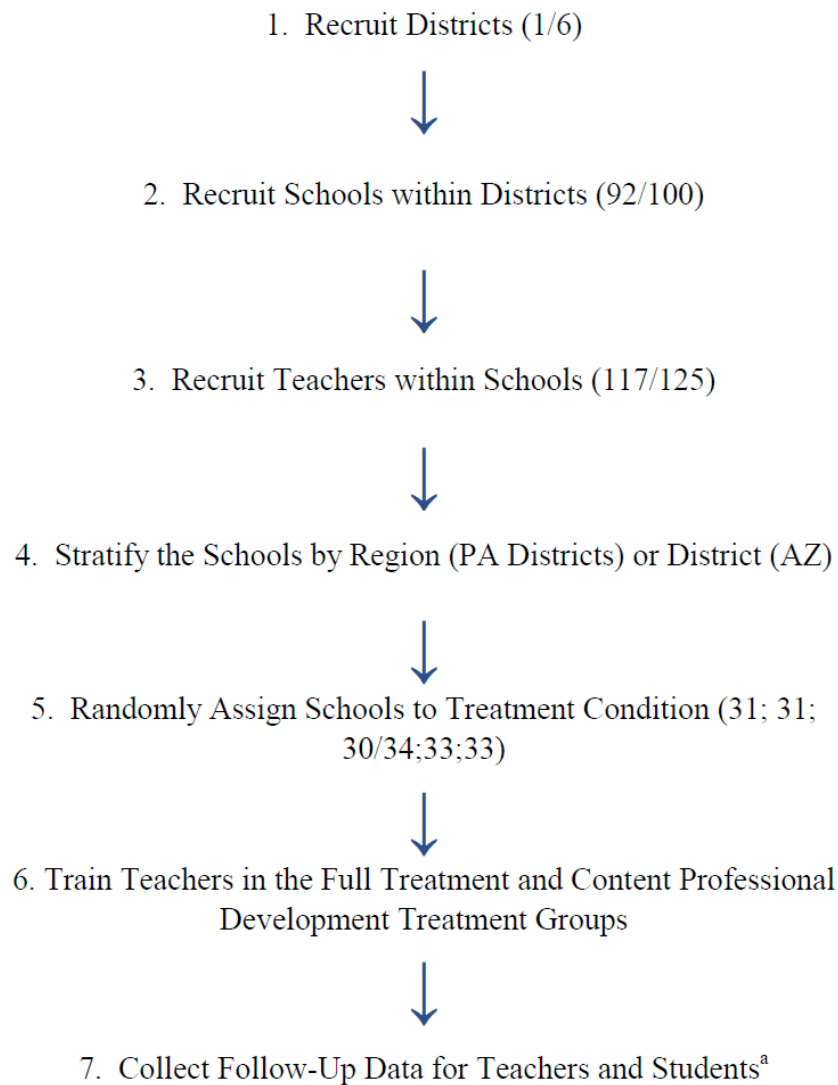 1. Recruit Districts (1/6)
2. Recruit Schools within Districts (92/100)
3. Recruit Teachers within Schools (117/125)
4. Stratify the Schools by Region (PA Districts) or District (AZ)
5. Randomly Assign Schools to Treatment Condition (31; 31;
30/34;33;33)
6. Train Teachers in the Full Treatment and Content Professional
Development Treatment Groups
7. Collect Follow-Up Data for Teachers and Studentsᵃ